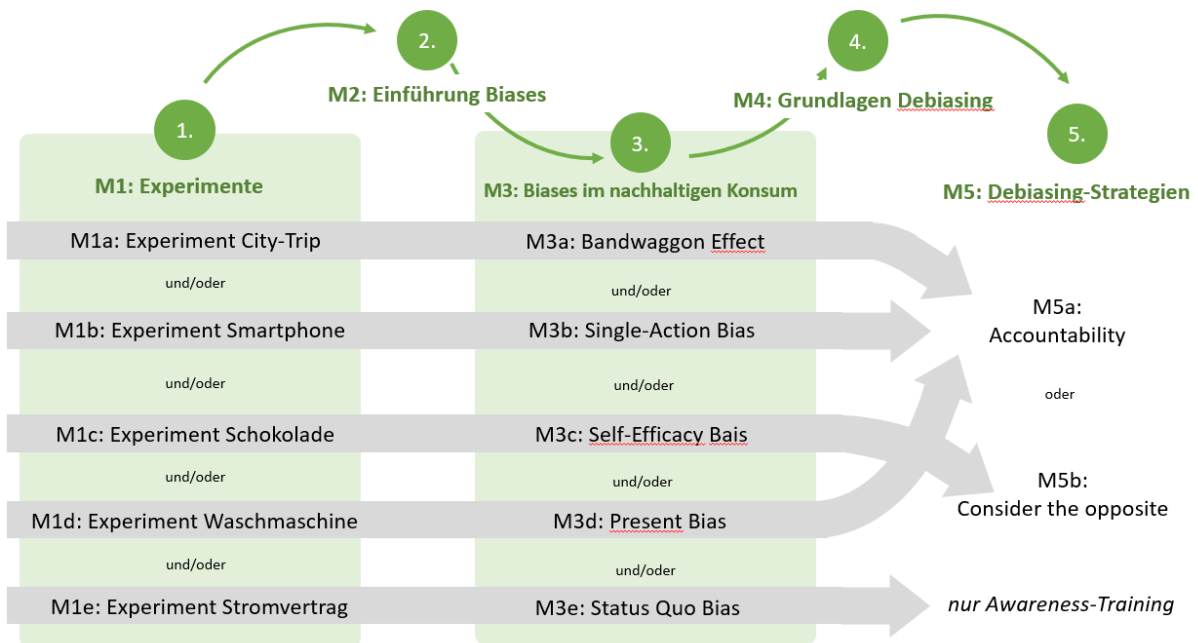 1.
M1: Experimente
M1a: Experiment City-Trip
und/oder
M1b: Experiment Smartphone
und/oder
M1c: Experiment Schokolade
und/oder
M1d: Experiment Waschmaschine
und/oder
M1e: Experiment Stromvertrag
2.
M2: Einführung Biases
3.
M3: Biases im nachhaltigen Konsum
M3a: Bandwaggon Effect
und/oder
M3b: Single-Action Bias
und/oder
M3c: Self-Efficacy Bais
und/oder
M3d: Present Bias
und/oder
M3e: Status Quo Bias
4.
M4: Grundlagen Debiasing
5.
M5: Debiasing-Strategien
M5a:
Accountability
oder
M5b:
Consider the opposite
nur Awareness-Training